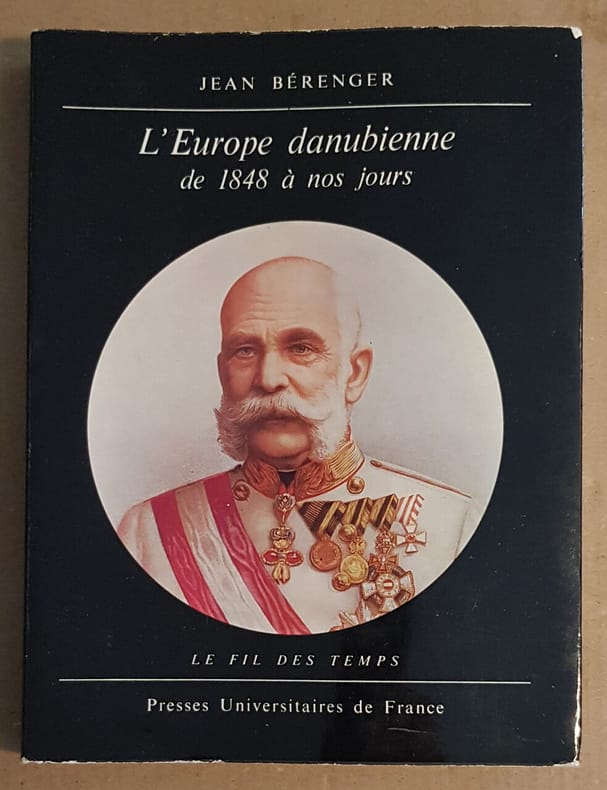 JEAN BÉRENGER
L'Europe danubienne
de 1848 à nos jours
LE FIL DES TEMPS
Presses Universitaires de France